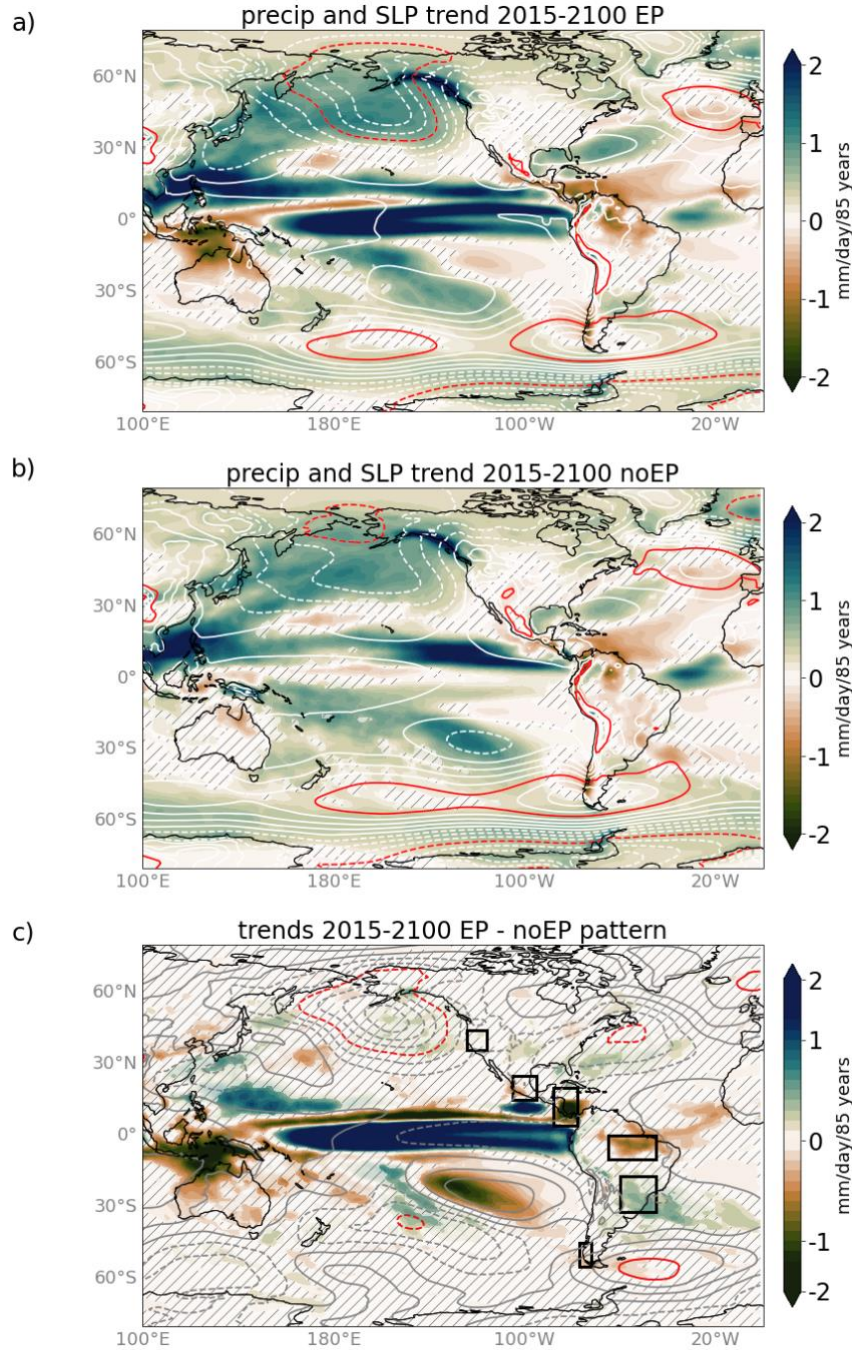 a)
precip and SLP trend 2015-2100 EP
60°N
30°N
0°
30°S
60°S
100°E
180°E
100°W
20°W
2
1
0
-1
-2
mm/day/85 years
b)
precip and SLP trend 2015-2100 noEP
60°N
30°N
0°
30°S
60°S
100°E
180°E
100°W
20°W
2
1
0
-1
-2
mm/day/85 years
c)
trends 2015-2100 EP - noEP pattern
60°N
30°N
0°
30°S
60°S
100°E
180°E
100°W
20°W
2
1
0
-1
-2
mm/day/85 years